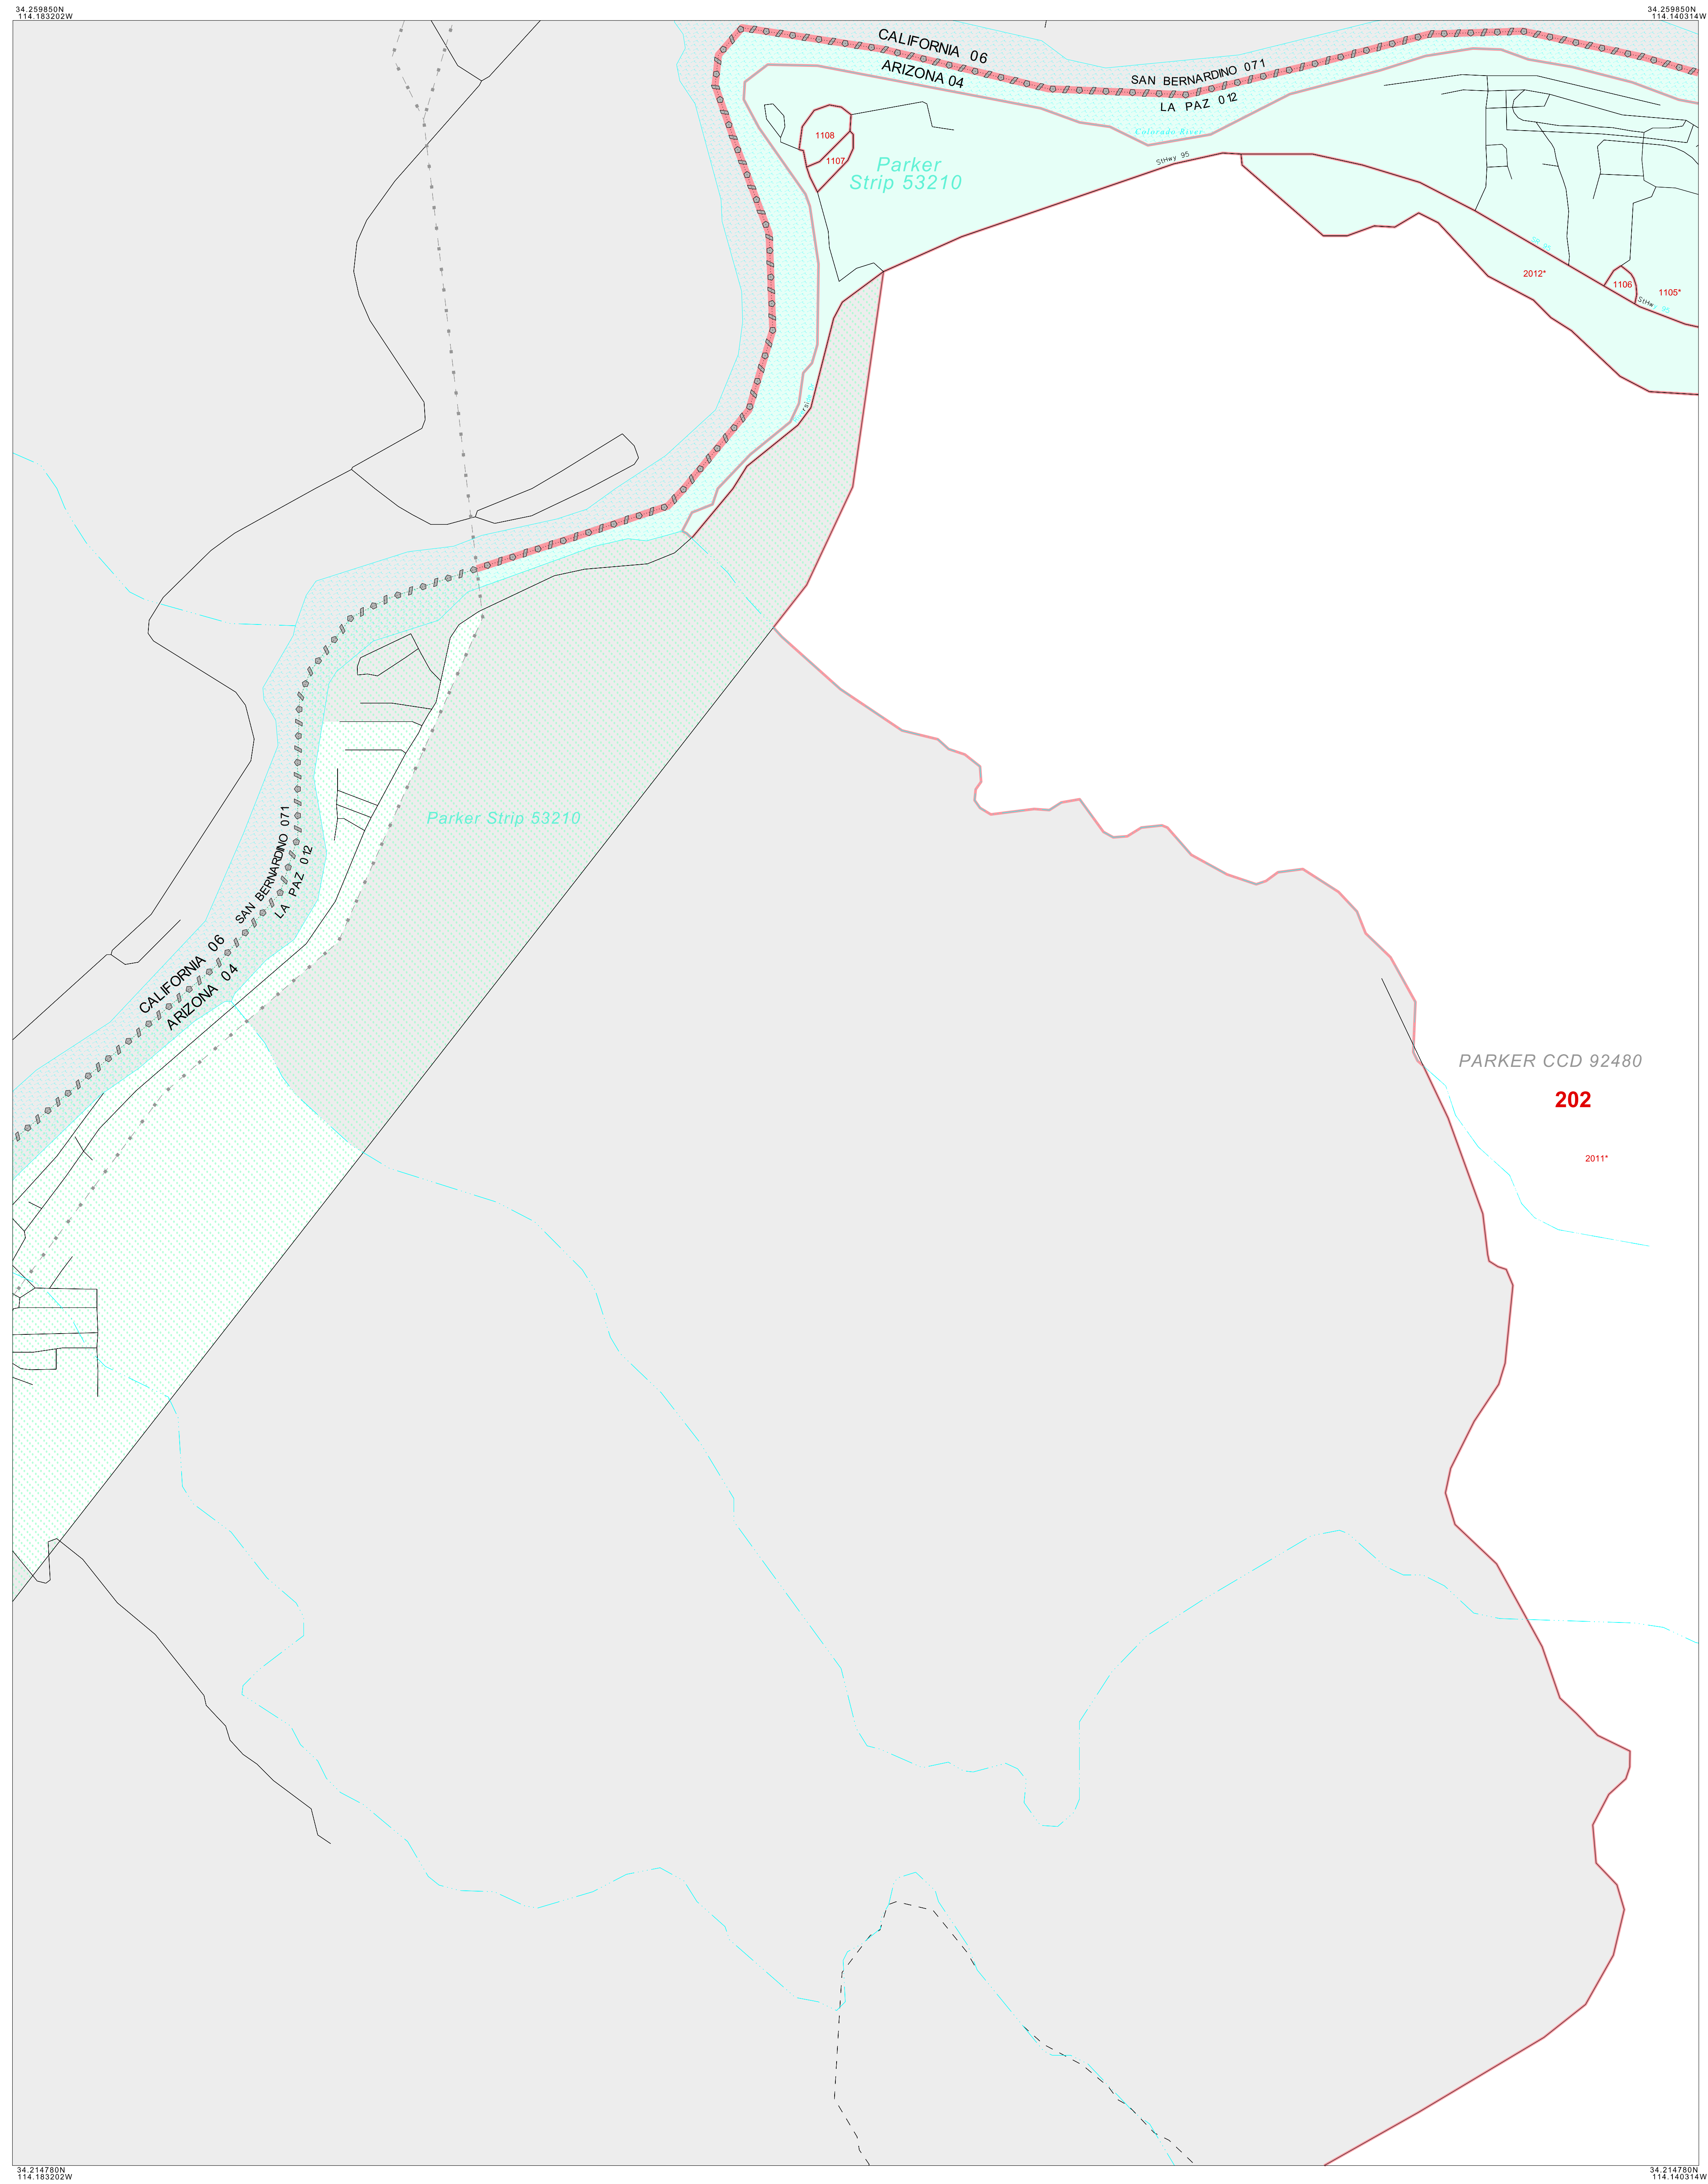 34.259850N
114.183202W
34.259850N
114.140314W
CALIFORNIA 06
ARIZONA 04
SAN BERNARDINO 071
LA PAZ 012
Colorado River
StHwy 95
1108
1107
Parker
Strip 53210
2012*
1106
1105*
StHwy 95
Parker Strip 53210
SAN BERNARDINO 071
LA PAZ 012
CALIFORNIA 06
ARIZONA 04
PARKER CCD 92480
202
2011*
34.214780N
114.183202W
34.214780N
114.140314W